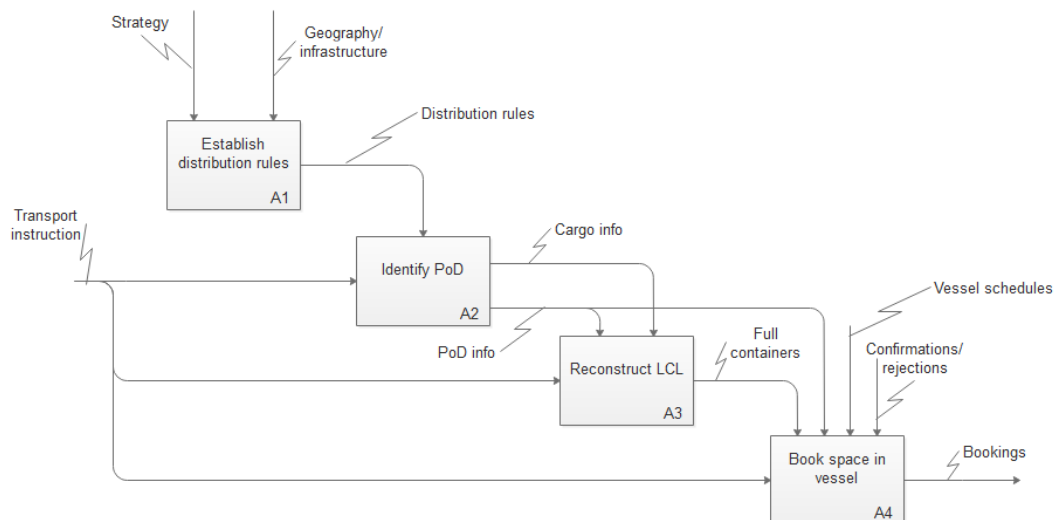 Strategy
Geography/
infrastructure
Distribution rules
Establish
distribution rules
A1
Transport
instruction
Cargo info
Identify PoD
A2
Vessel schedules
PoD info
Full
containers
Confirmations/
rejections
Reconstruct LCL
A3
Book space in
vessel
A4
Bookings